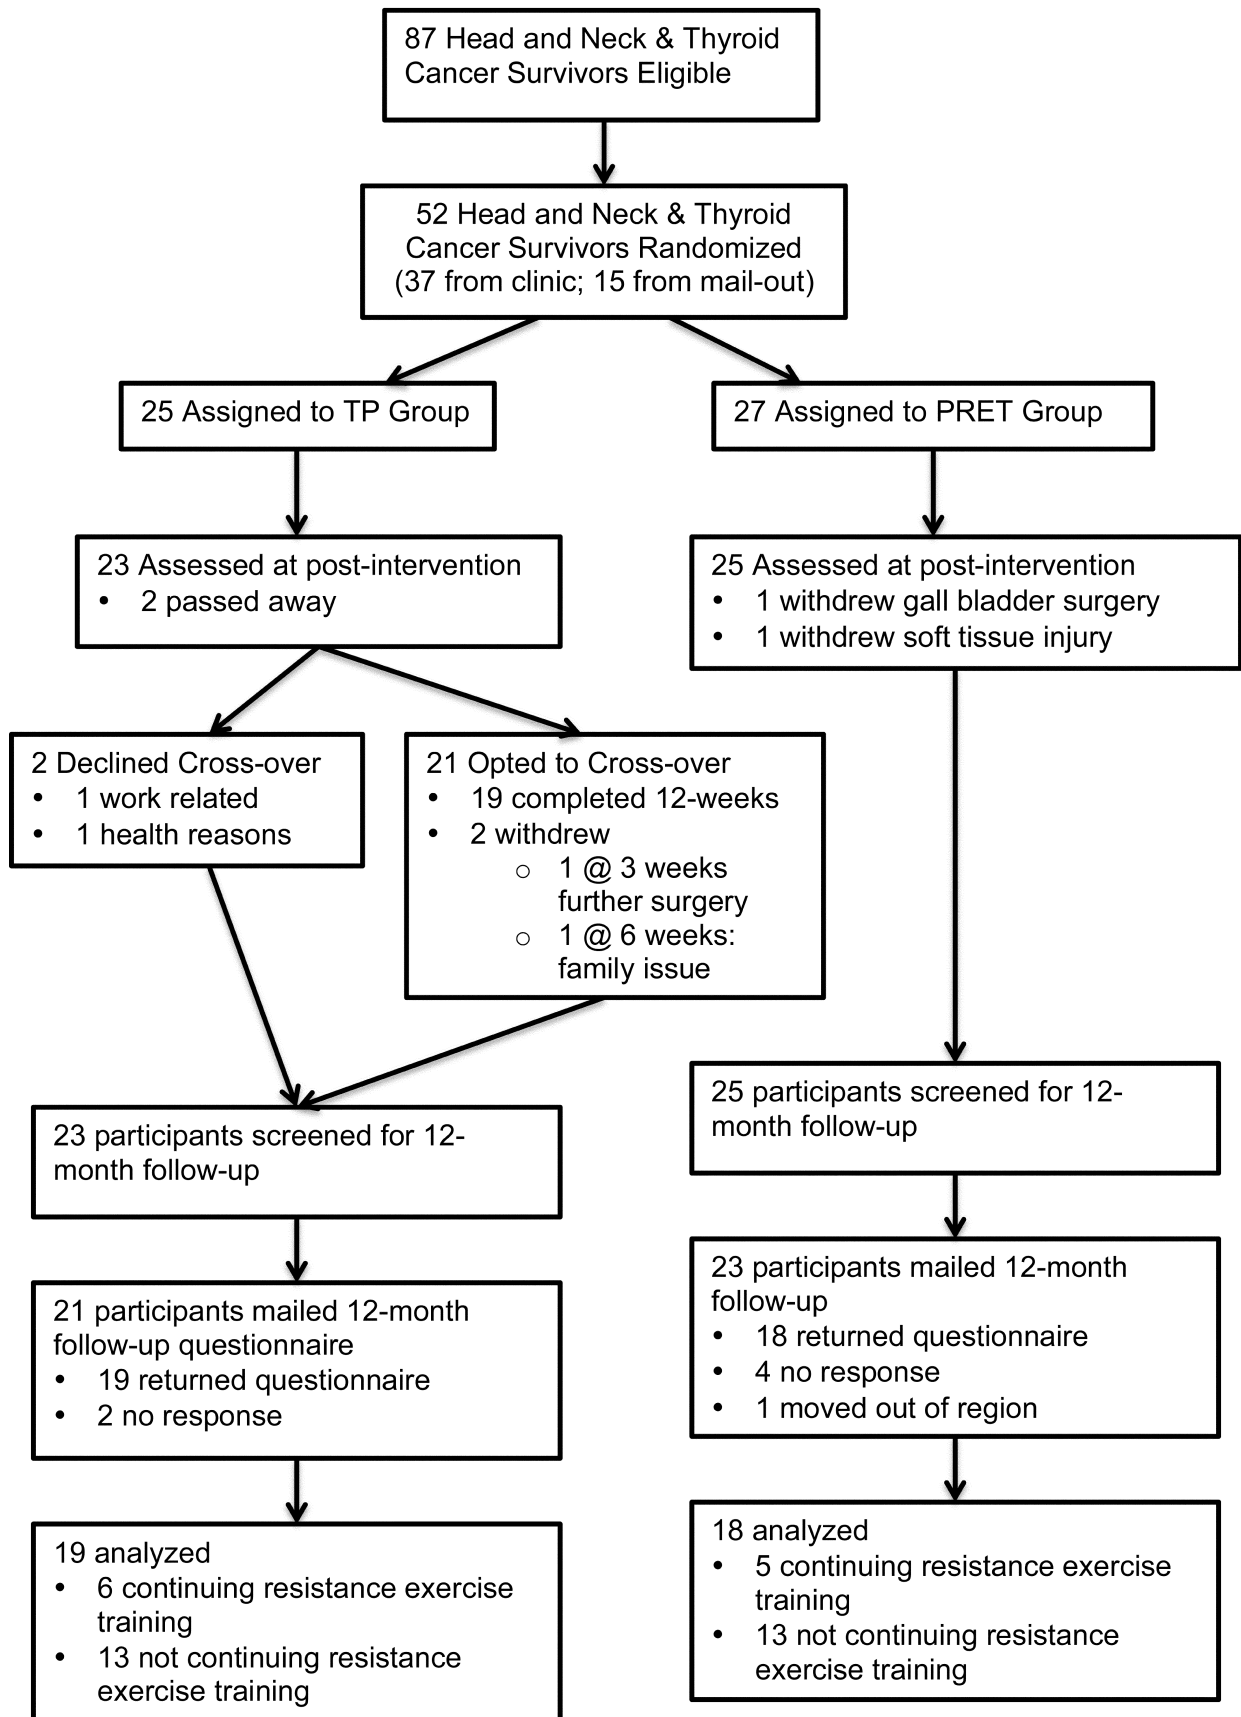 87 Head and Neck & Thyroid
Cancer Survivors Eligible
52 Head and Neck & Thyroid
Cancer Survivors Randomized
(37 from clinic; 15 from mail-out)
25 Assigned to TP Group
27 Assigned to PRET Group
23 Assessed at post-intervention
• 2 passed away
25 Assessed at post-intervention
• 1 withdrew gall bladder surgery
• 1 withdrew soft tissue injury
2 Declined Cross-over
• 1 work related
• 1 health reasons
21 Opted to Cross-over
• 19 completed 12-weeks
• 2 withdrew
○ 1 @ 3 weeks
further surgery
○ 1 @ 6 weeks:
family issue
23 participants screened for 12-
month follow-up
25 participants screened for 12-
month follow-up
21 participants mailed 12-month
follow-up questionnaire
• 19 returned questionnaire
• 2 no response
23 participants mailed 12-month
follow-up
• 18 returned questionnaire
• 4 no response
• 1 moved out of region
19 analyzed
• 6 continuing resistance exercise
training
• 13 not continuing resistance
exercise training
18 analyzed
• 5 continuing resistance exercise
training
• 13 not continuing resistance
exercise training